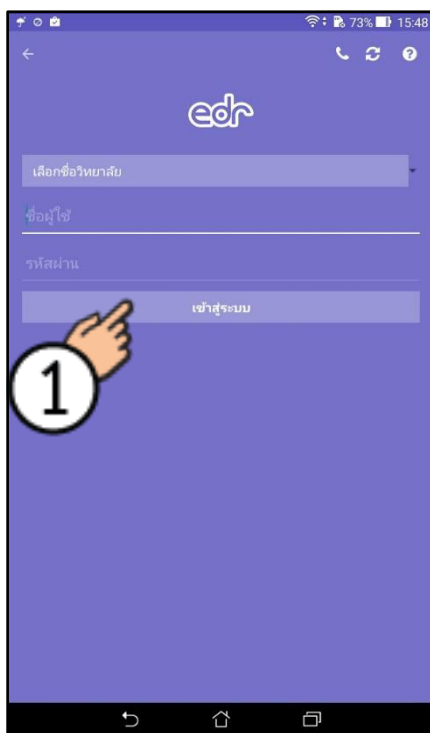 73% 15:48
edr
เลือกชื่อวิทยาลัย
ชื่อผู้ใช้
รหัสผ่าน
เข้าสู่ระบบ
1